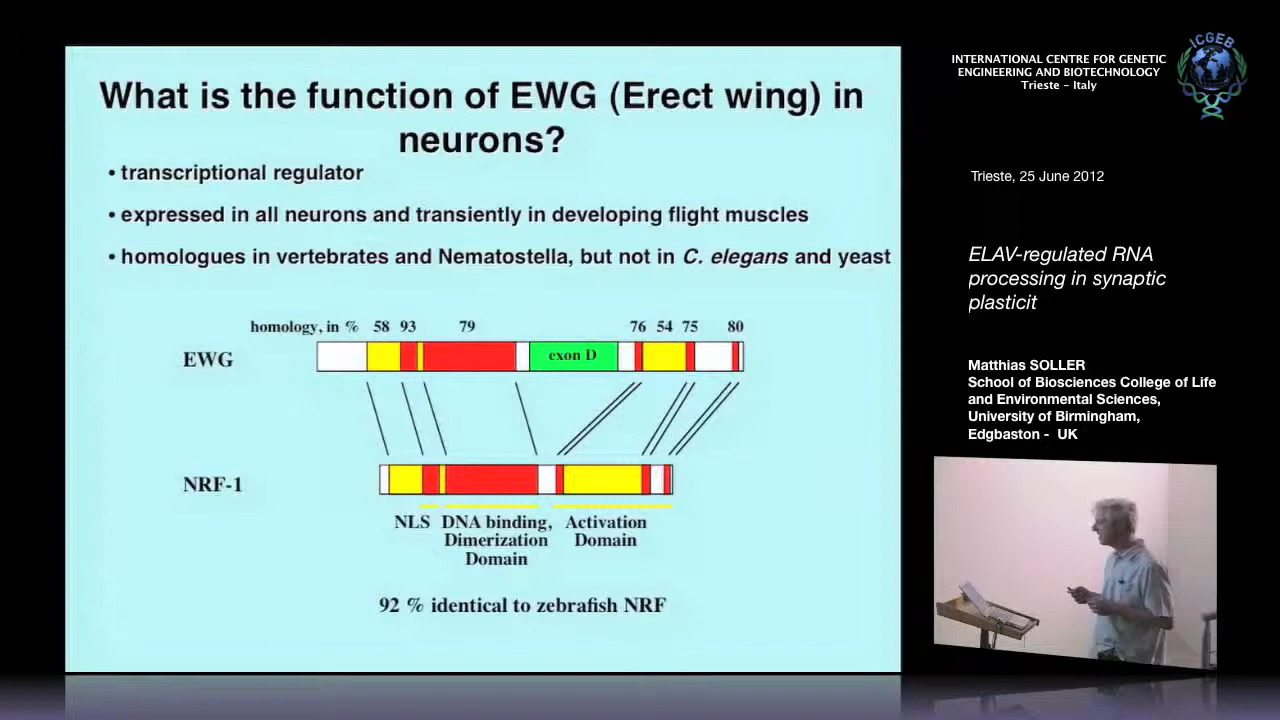 What is the function of EWG (Erect wing) in
neurons?
• transcriptional regulator
• expressed in all neurons and transiently in developing flight muscles
• homologues in vertebrates and Nematostella, but not in C. elegans and yeast
homology, in % 58 93 79 76 54 75 80
EWG
exon D
NRF-1
NLS DNA binding, Activation
Dimerization Domain
Domain
92 % identical to zebrafish NRF
INTERNATIONAL CENTRE FOR GENETIC
ENGINEERING AND BIOTECHNOLOGY
Trieste - Italy
ICGEB
Trieste, 25 June 2012
ELAV-regulated RNA
processing in synaptic
plasticit
Matthias SOLLER
School of Biosciences College of Life
and Environmental Sciences,
University of Birmingham,
Edgbaston - UK